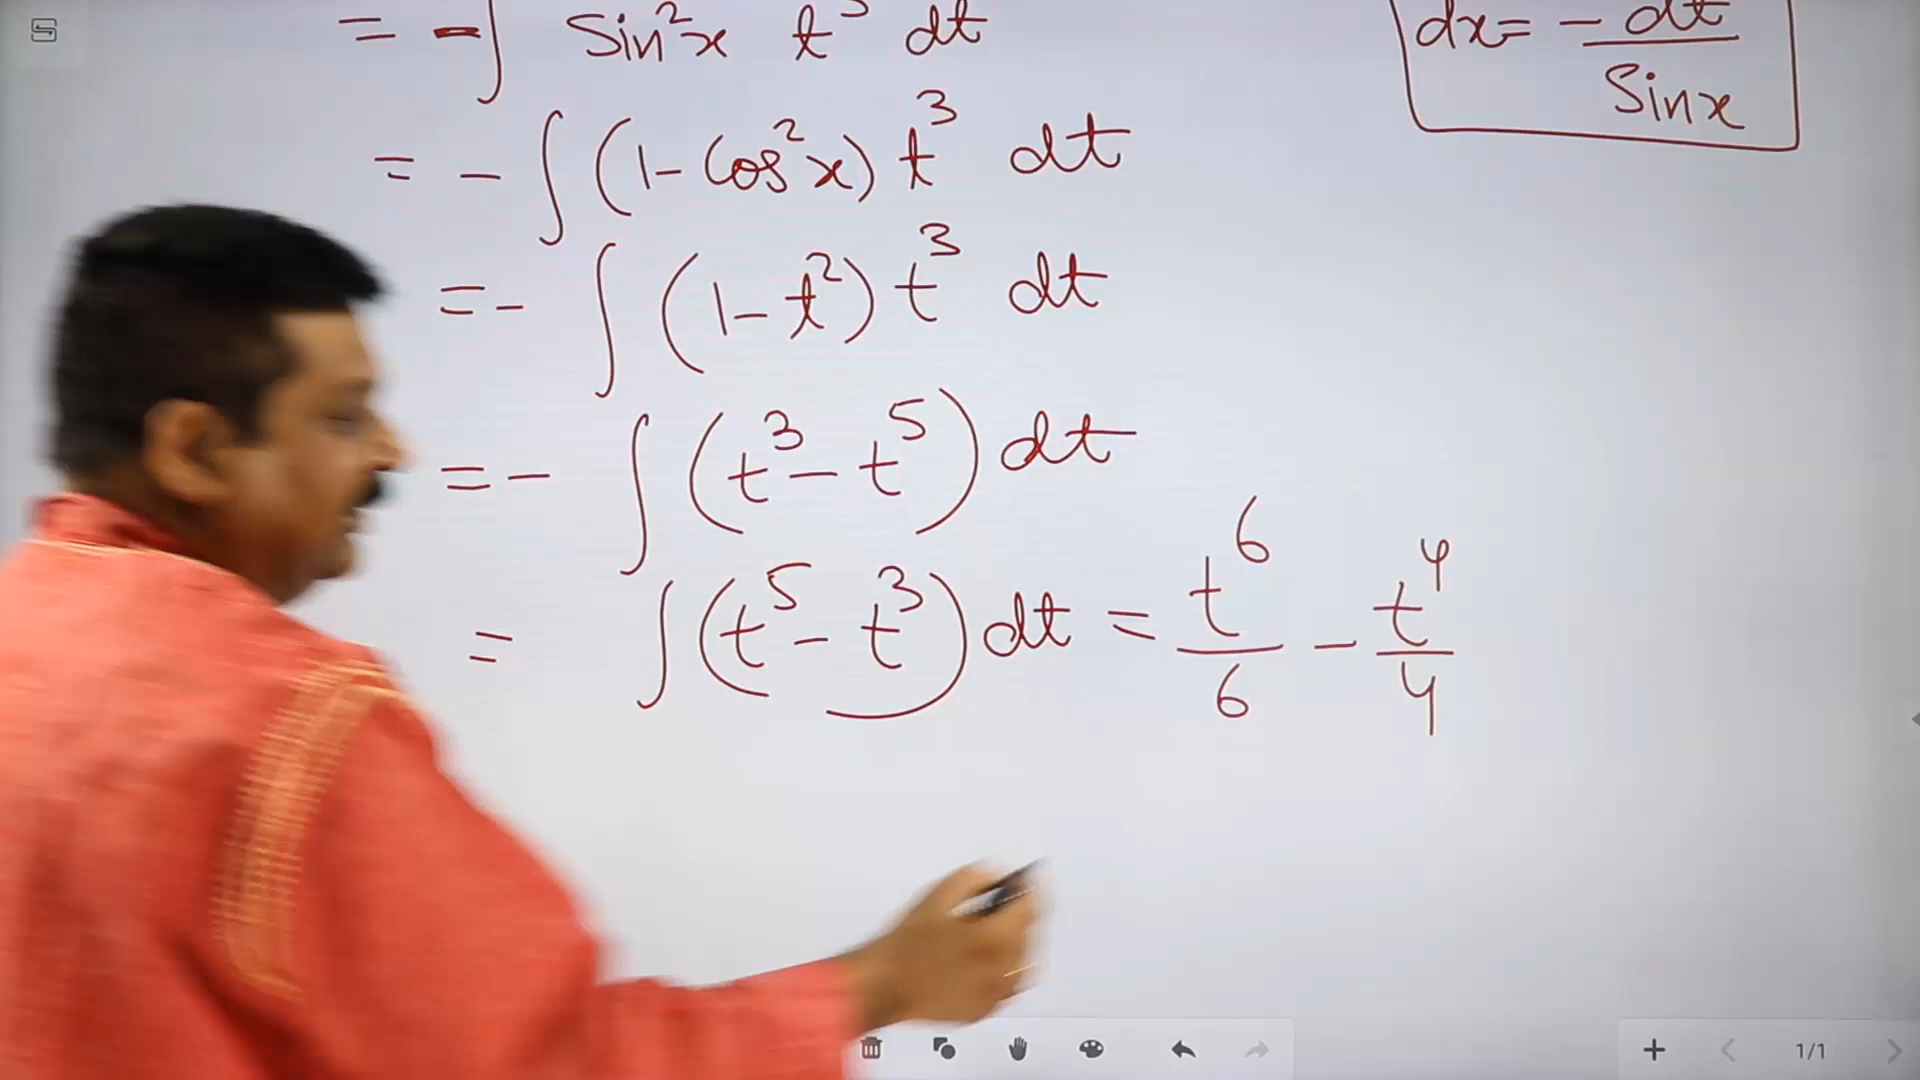 = - ∫ Sin²x t³ dt
dx = - dt / Sinx
= - ∫ (1 - Cos²x) t³ dt
= - ∫ (1 - t²) t³ dt
= - ∫ (t³ - t⁵) dt
= ∫ (t⁵ - t³) dt = t⁶/6 - t⁴/4
1/1